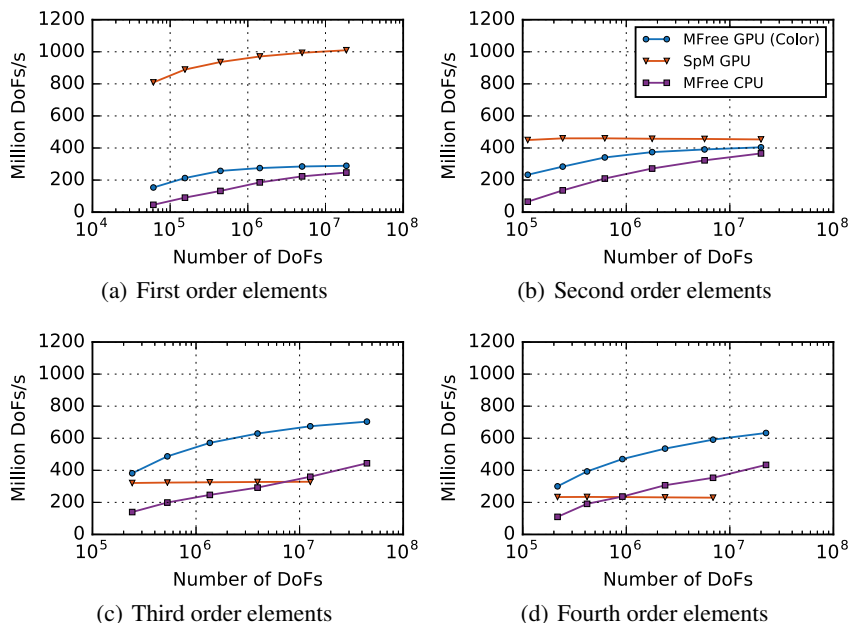 1200
1000
800
600
400
200
0
Million DoFs/s
10^4 10^5 10^6 10^7 10^8
Number of DoFs
(a) First order elements
1200
1000
800
600
400
200
0
Million DoFs/s
MFree GPU (Color)
SpM GPU
MFree CPU
10^5 10^6 10^7 10^8
Number of DoFs
(b) Second order elements
1200
1000
800
600
400
200
0
Million DoFs/s
10^5 10^6 10^7 10^8
Number of DoFs
(c) Third order elements
1200
1000
800
600
400
200
0
Million DoFs/s
10^5 10^6 10^7 10^8
Number of DoFs
(d) Fourth order elements